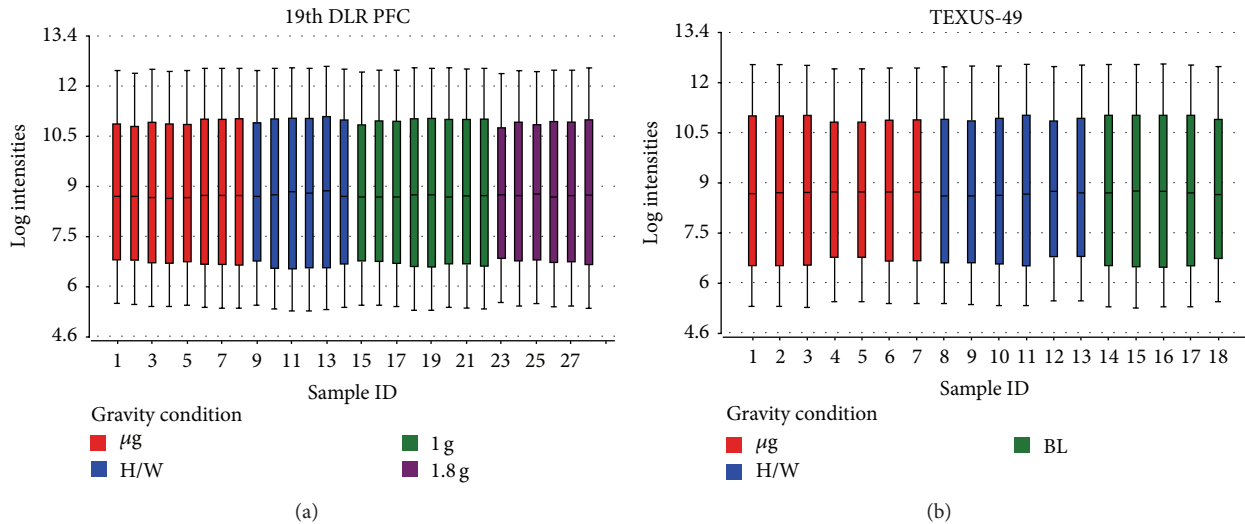 19th DLR PFC
13.4
12
10.5
9
7.5
6
4.6
Log intensities
1 3 5 7 9 11 13 15 17 19 21 23 25 27
Sample ID
Gravity condition
μg
H/W
1 g
1.8 g
(a)
TEXUS-49
13.4
12
10.5
9
7.5
6
4.6
Log intensities
1 2 3 4 5 6 7 8 9 10 11 12 13 14 15 16 17 18
Sample ID
Gravity condition
μg
H/W
BL
(b)